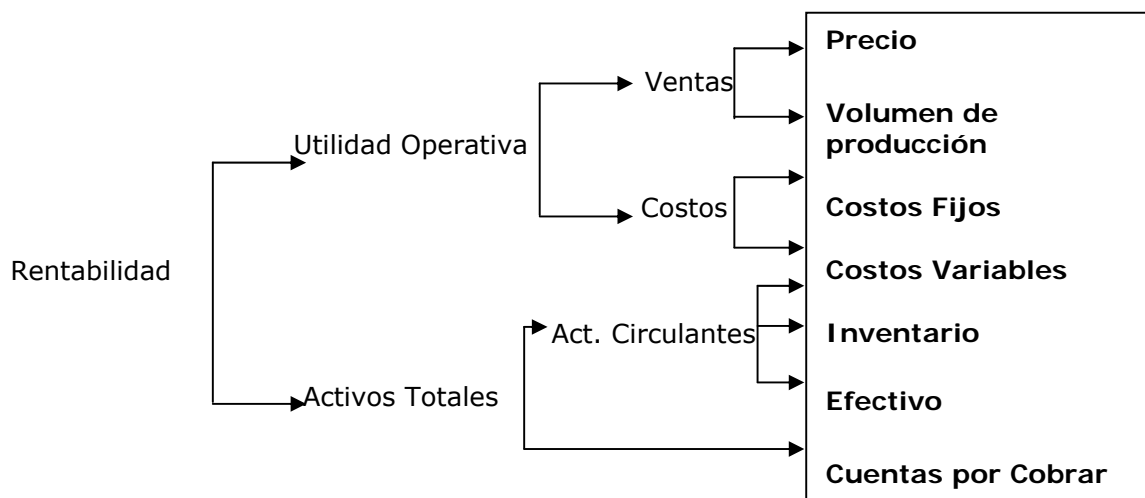 Rentabilidad
Utilidad Operativa
Activos Totales
Ventas
Costos
Act. Circulantes
Precio
Volumen de
producción
Costos Fijos
Costos Variables
Inventario
Efectivo
Cuentas por Cobrar